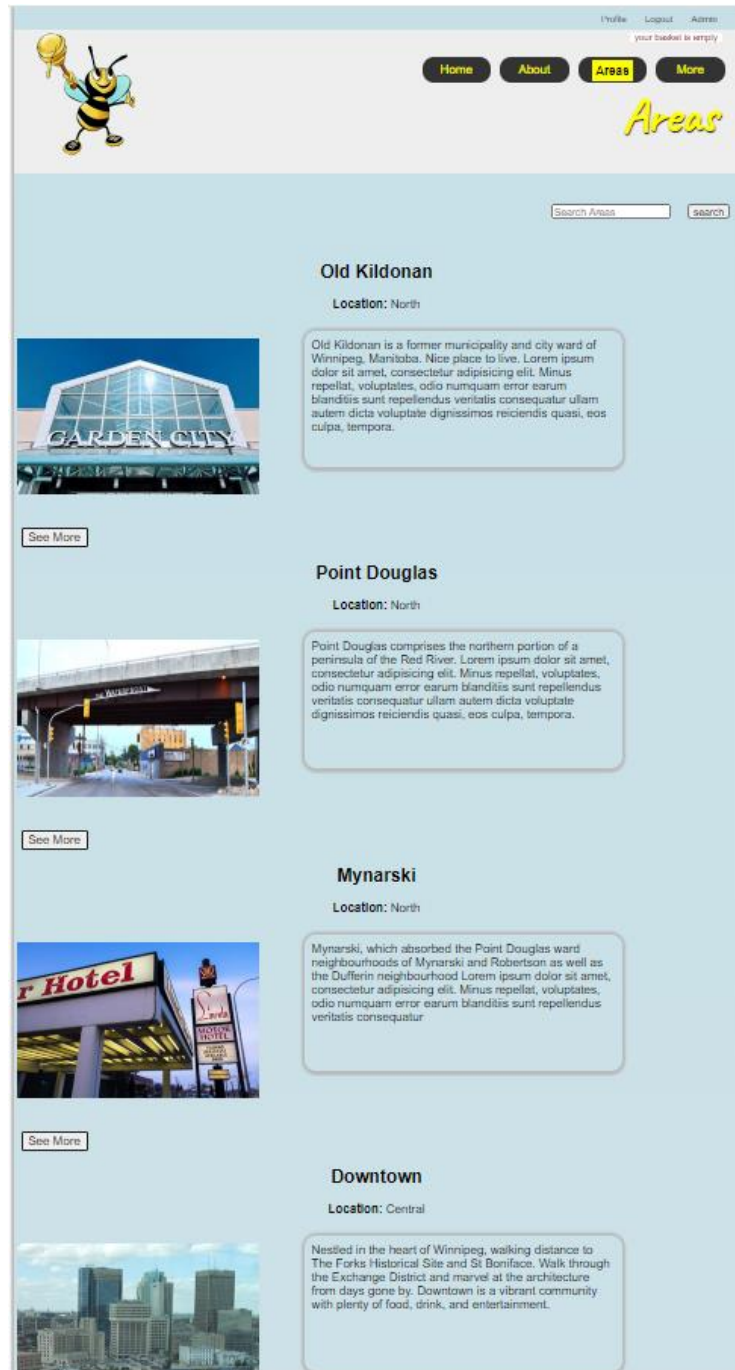 Profile Logout Admin
your basket is empty
Home About Areas More
Areas
Search Areas search
Old Kildonan
Location: North
Old Kildonan is a former municipality and city ward of
Winnipeg, Manitoba. Nice place to live. Lorem ipsum
dolor sit amet, consectetur adipisicing elit. Minus
repellat, voluptates, odio numquam error earum
blanditiis sunt repellendus veritatis consequatur ullam
autem dicta voluptate dignissimos reiciendis quasi, eos
culpa, tempora.
GARDEN CITY
See More
Point Douglas
Location: North
Point Douglas comprises the northern portion of a
peninsula of the Red River. Lorem ipsum dolor sit amet,
consectetur adipisicing elit. Minus repellat, voluptates,
odio numquam error earum blanditiis sunt repellendus
veritatis consequatur ullam autem dicta voluptate
dignissimos reiciendis quasi, eos culpa, tempora.
THE WATERFRONT
See More
Mynarski
Location: North
Mynarski, which absorbed the Point Douglas ward
neighbourhoods of Mynarski and Robertson as well as
the Dufferin neighbourhood Lorem ipsum dolor sit amet,
consectetur adipisicing elit. Minus repellat, voluptates,
odio numquam error earum blanditiis sunt repellendus
veritatis consequatur
r Hotel
Lincoln
MOTOR
HOTEL
See More
Downtown
Location: Central
Nestled in the heart of Winnipeg, walking distance to
The Forks Historical Site and St Boniface. Walk through
the Exchange District and marvel at the architecture
from days gone by. Downtown is a vibrant community
with plenty of food, drink, and entertainment.